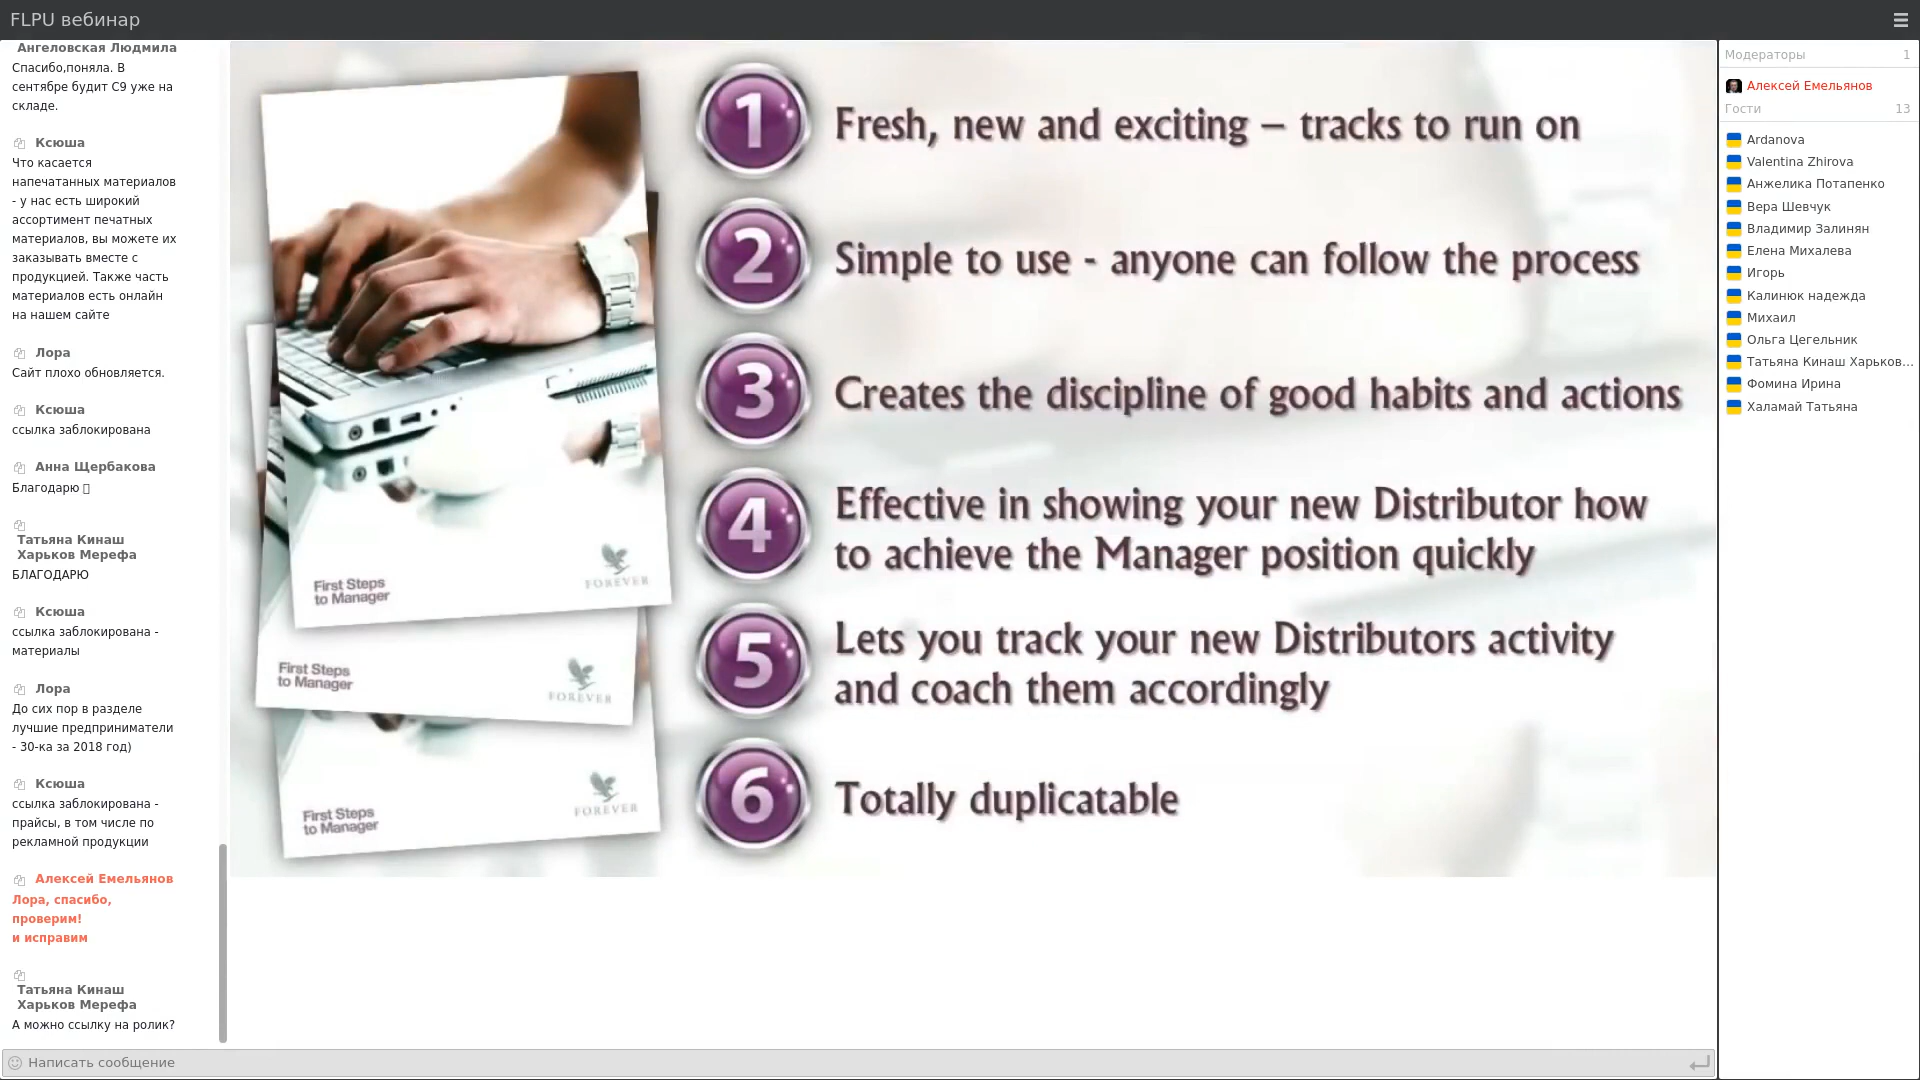 FLPU вебинар
Ангеловская Людмила
Спасибо,поняла. В
сентябре будит С9 уже на
складе.
Ксюша
Что касается
напечатанных материалов
- у нас есть широкий
ассортимент печатных
материалов, вы можете их
заказывать вместе с
продукцией. Также часть
материалов есть онлайн
на нашем сайте
Лора
Сайт плохо обновляется.
Ксюша
ссылка заблокирована
Анна Щербакова
Благодарю
Татьяна Кинаш
Харьков Мерефа
БЛАГОДАРЮ
Ксюша
ссылка заблокирована -
материалы
Лора
До сих пор в разделе
лучшие предприниматели
- 30-ка за 2018 год)
Ксюша
ссылка заблокирована -
прайсы, в том числе по
рекламной продукции
Алексей Емельянов
Лора, спасибо,
проверим!
и исправим
Татьяна Кинаш
Харьков Мерефа
А можно ссылку на ролик?
Написать сообщение
First Steps
to Manager
FOREVER
First Steps
to Manager
FOREVER
First Steps
to Manager
FOREVER
1 Fresh, new and exciting – tracks to run on
2 Simple to use - anyone can follow the process
3 Creates the discipline of good habits and actions
4 Effective in showing your new Distributor how
to achieve the Manager position quickly
5 Lets you track your new Distributors activity
and coach them accordingly
6 Totally duplicatable
Модераторы 1
Алексей Емельянов
Гости 13
Ardanova
Valentina Zhirova
Анжелика Потапенко
Вера Шевчук
Владимир Залинян
Елена Михалева
Игорь
Калинюк надежда
Михаил
Ольга Цегельник
Татьяна Кинаш Харьков...
Фомина Ирина
Халамай Татьяна